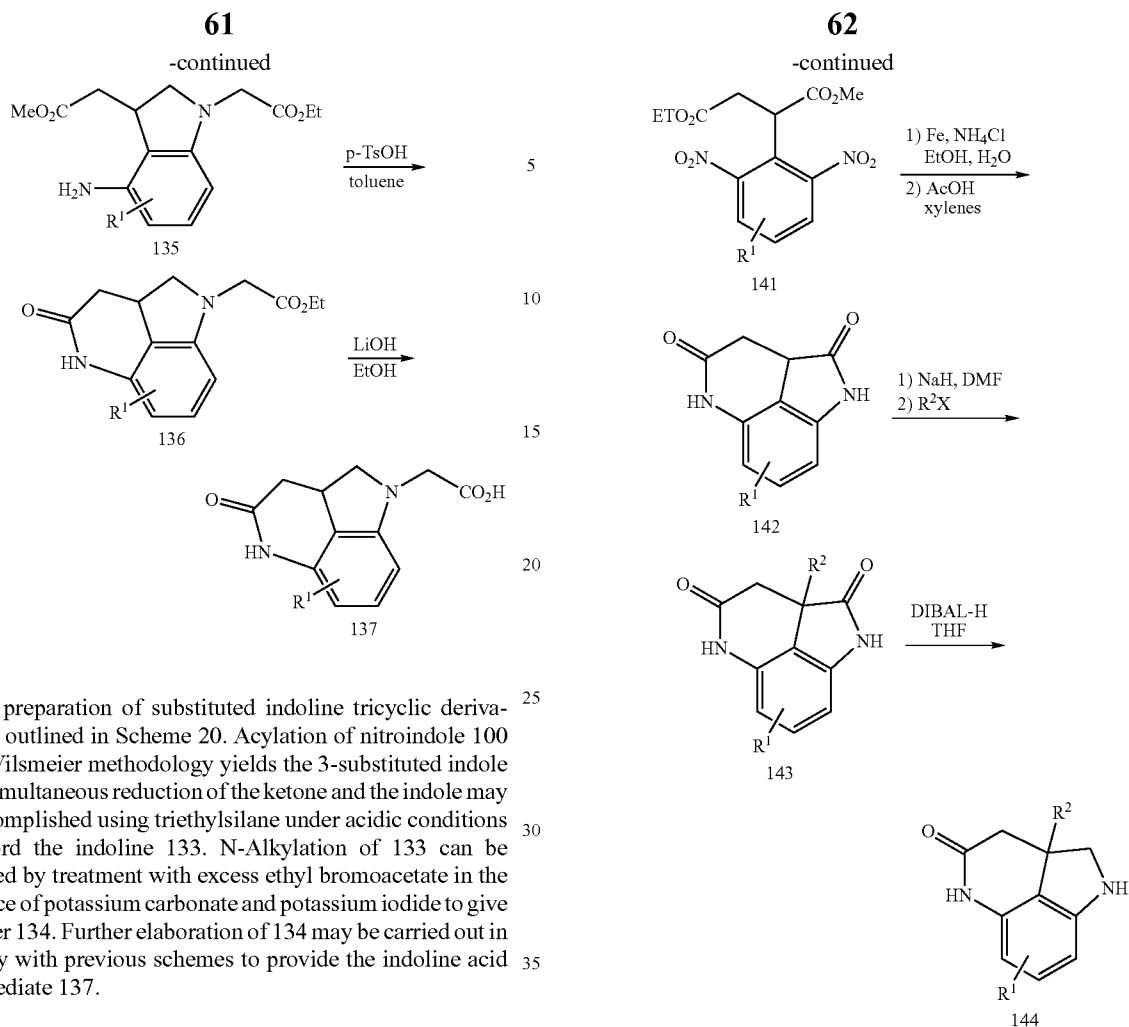 61
-continued
MeO₂C
N
CO₂Et
H₂N
R¹
135
p-TsOH
toluene
O
N
CO₂Et
HN
R¹
136
LiOH
EtOH
O
N
CO₂H
HN
R¹
137
preparation of substituted indoline tricyclic deriva-
outlined in Scheme 20. Acylation of nitroindole 100
Vilsmeier methodology yields the 3-substituted indole
multaneous reduction of the ketone and the indole may
omplished using triethylsilane under acidic conditions
ord the indoline 133. N-Alkylation of 133 can be
ed by treatment with excess ethyl bromoacetate in the
ce of potassium carbonate and potassium iodide to give
er 134. Further elaboration of 134 may be carried out in
y with previous schemes to provide the indoline acid
ediate 137.
5
10
15
20
25
30
35
62
-continued
CO₂Me
ETO₂C
O₂N
NO₂
R¹
141
1) Fe, NH₄Cl
EtOH, H₂O
2) AcOH
xylenes
O
O
HN
NH
R¹
142
1) NaH, DMF
2) R²X
R²
O
O
HN
NH
R¹
143
DIBAL-H
THF
R²
O
HN
NH
R¹
144